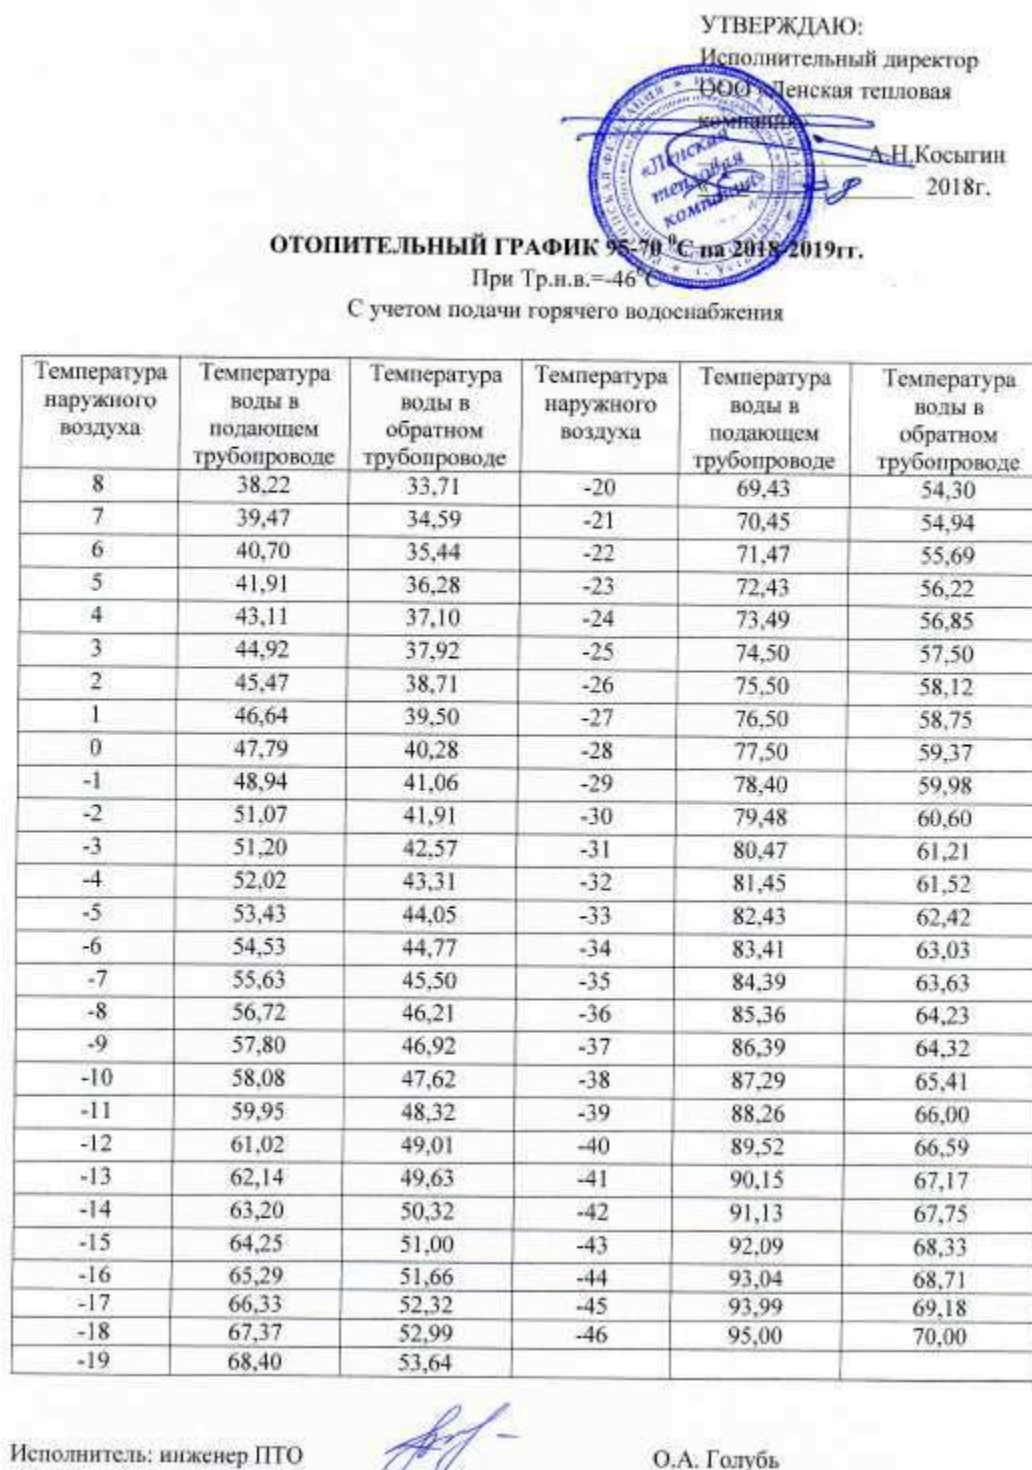 УТВЕРЖДАЮ:
Исполнительный директор
ООО «Ленская тепловая
компания»
А.Н.Косыгин
2018г.
«Ленская
тепловая
компания»
ОТОПИТЕЛЬНЫЙ ГРАФИК 95-70 ⁰С на 2018-2019гг.
При Тр.н.в.=-46⁰С
С учетом подачи горячего водоснабжения
Температура наружного воздуха Температура воды в подающем трубопроводе Температура воды в обратном трубопроводе Температура наружного воздуха Температура воды в подающем трубопроводе Температура воды в обратном трубопроводе
8 38,22 33,71 -20 69,43 54,30
7 39,47 34,59 -21 70,45 54,94
6 40,70 35,44 -22 71,47 55,69
5 41,91 36,28 -23 72,43 56,22
4 43,11 37,10 -24 73,49 56,85
3 44,92 37,92 -25 74,50 57,50
2 45,47 38,71 -26 75,50 58,12
1 46,64 39,50 -27 76,50 58,75
0 47,79 40,28 -28 77,50 59,37
-1 48,94 41,06 -29 78,40 59,98
-2 51,07 41,91 -30 79,48 60,60
-3 51,20 42,57 -31 80,47 61,21
-4 52,02 43,31 -32 81,45 61,52
-5 53,43 44,05 -33 82,43 62,42
-6 54,53 44,77 -34 83,41 63,03
-7 55,63 45,50 -35 84,39 63,63
-8 56,72 46,21 -36 85,36 64,23
-9 57,80 46,92 -37 86,39 64,32
-10 58,08 47,62 -38 87,29 65,41
-11 59,95 48,32 -39 88,26 66,00
-12 61,02 49,01 -40 89,52 66,59
-13 62,14 49,63 -41 90,15 67,17
-14 63,20 50,32 -42 91,13 67,75
-15 64,25 51,00 -43 92,09 68,33
-16 65,29 51,66 -44 93,04 68,71
-17 66,33 52,32 -45 93,99 69,18
-18 67,37 52,99 -46 95,00 70,00
-19 68,40 53,64
Исполнитель: инженер ПТО О.А. Голубь